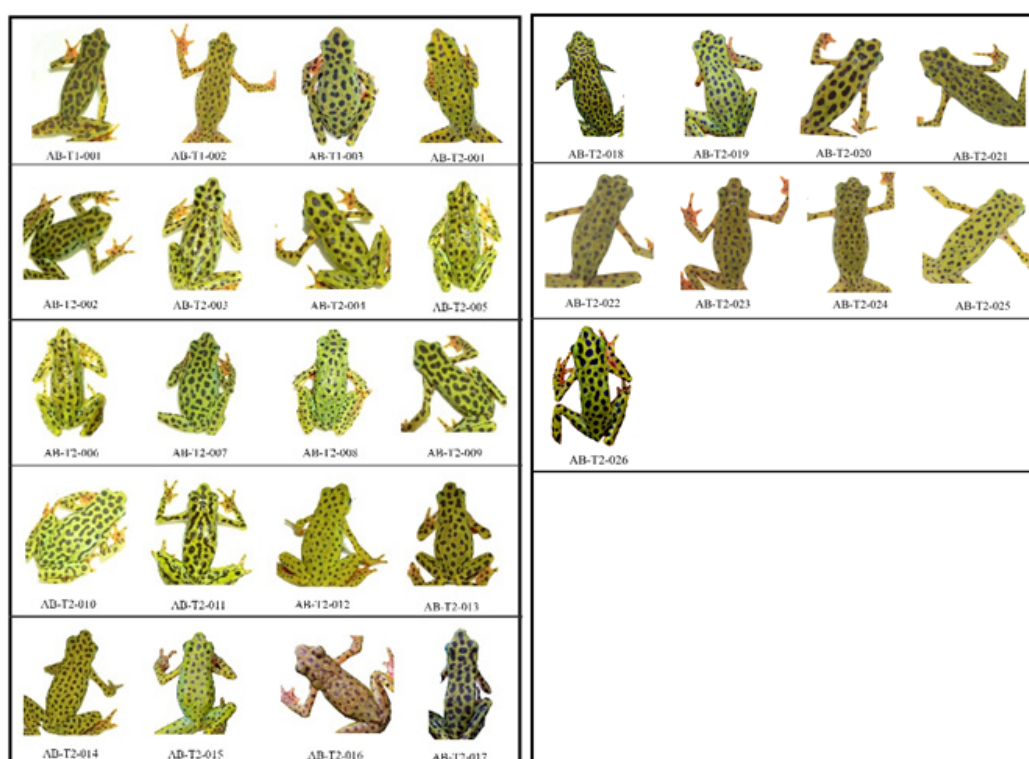 AB-T1-001 AB-T1-002 AB-T1-003 AB-T2-001
AB-T2-002 AB-T2-003 AB-T2-004 AB-T2-005
AB-T2-006 AB-T2-007 AB-T2-008 AB-T2-009
AB-T2-010 AB-T2-011 AB-T2-012 AB-T2-013
AB-T2-014 AB-T2-015 AB-T2-016 AB-T2-017
AB-T2-018 AB-T2-019 AB-T2-020 AB-T2-021
AB-T2-022 AB-T2-023 AB-T2-024 AB-T2-025
AB-T2-026